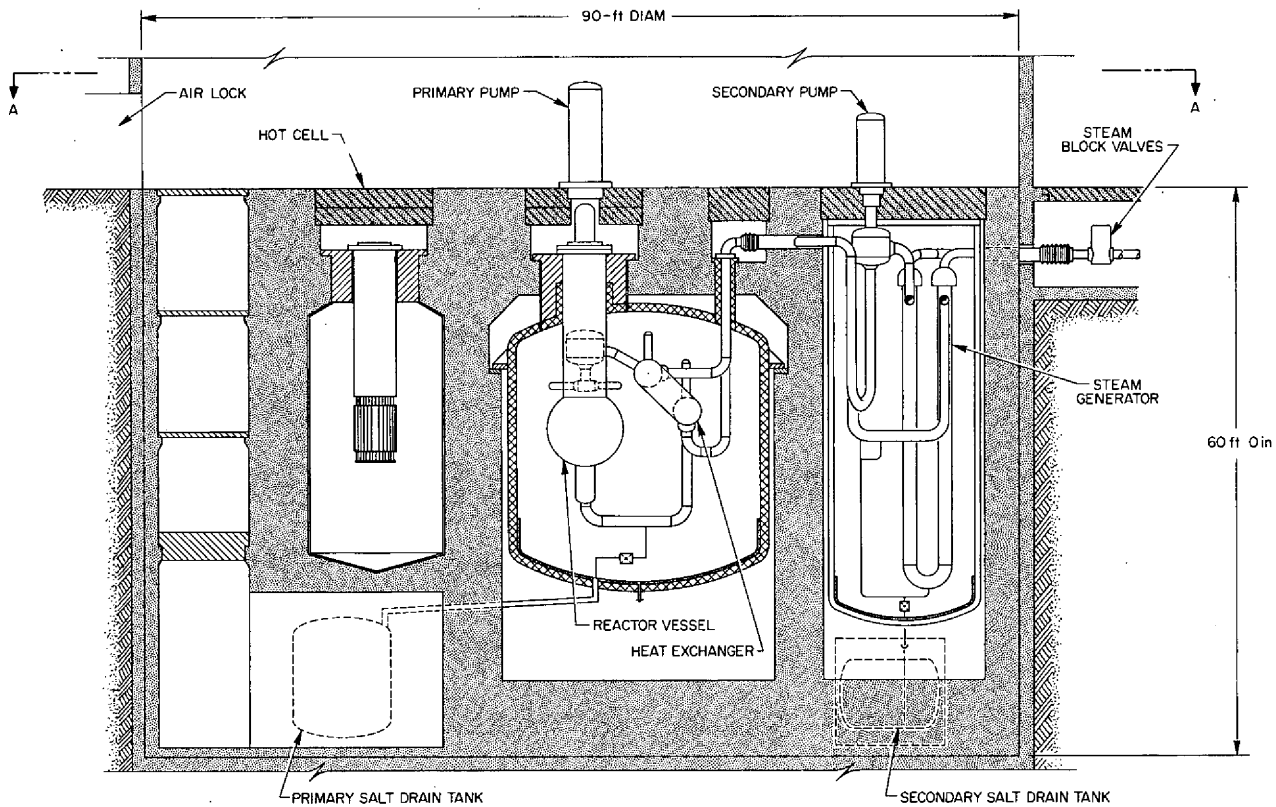 90-ft DIAM
A
AIR LOCK
PRIMARY PUMP
SECONDARY PUMP
A
HOT CELL
STEAM
BLOCK VALVES
STEAM
GENERATOR
60 ft 0 in
REACTOR VESSEL
HEAT EXCHANGER
PRIMARY SALT DRAIN TANK
SECONDARY SALT DRAIN TANK